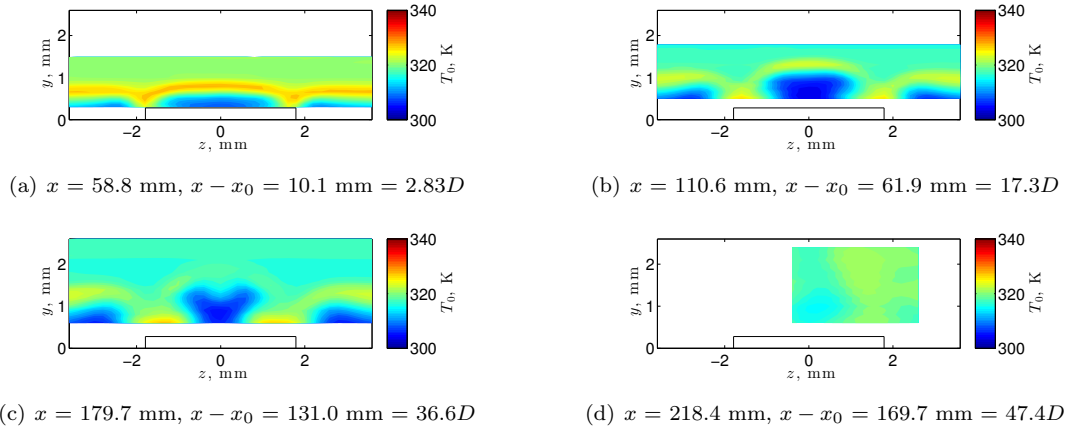 340
2
320
1
300
0
−2 0 2
y, mm
z, mm
T0, K
(a) x = 58.8 mm, x − x0 = 10.1 mm = 2.83D
340
2
320
1
300
0
−2 0 2
y, mm
z, mm
T0, K
(b) x = 110.6 mm, x − x0 = 61.9 mm = 17.3D
340
2
320
1
300
0
−2 0 2
y, mm
z, mm
T0, K
(c) x = 179.7 mm, x − x0 = 131.0 mm = 36.6D
340
2
320
1
300
0
−2 0 2
y, mm
z, mm
T0, K
(d) x = 218.4 mm, x − x0 = 169.7 mm = 47.4D